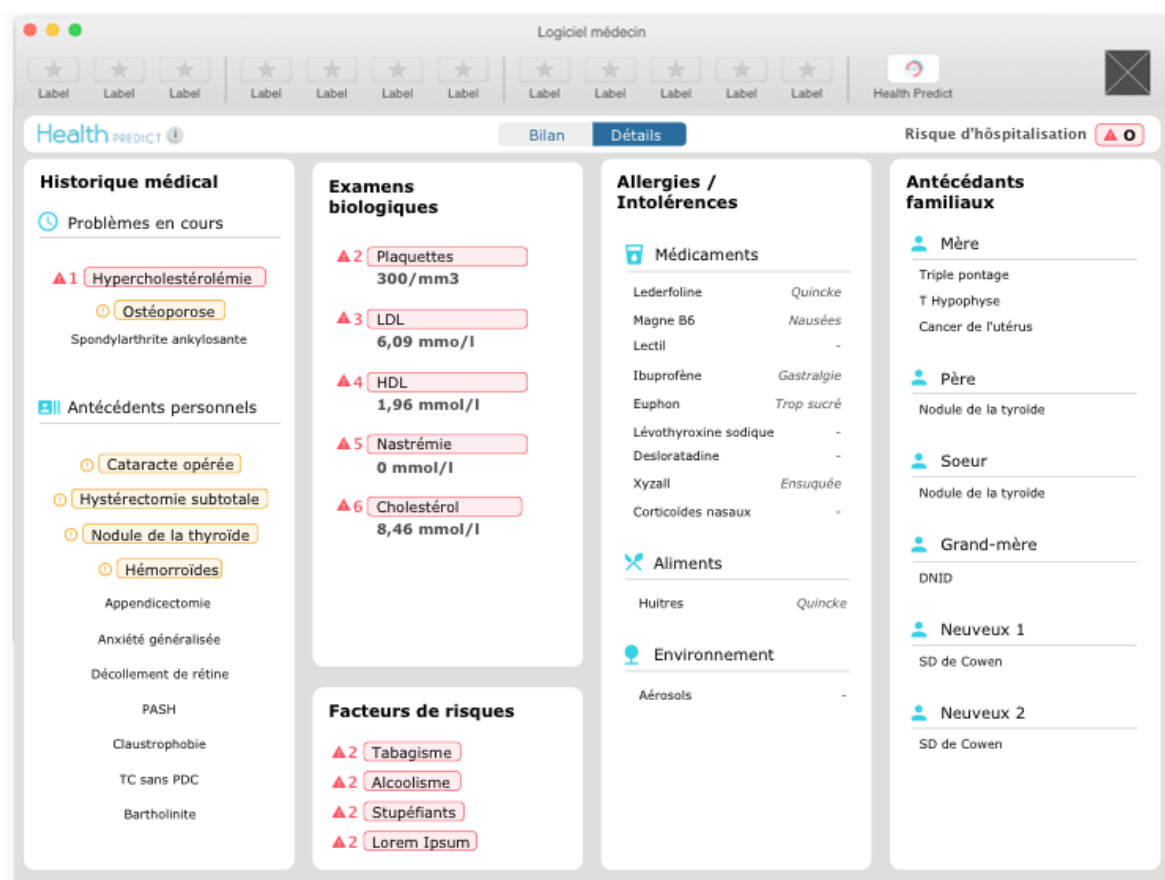 Logiciel médecin
Label Label Label Label Label Label Label Label Label Label Label Label Health Predict
Health PREDICT i
Bilan Détails
Risque d'hôspitalisation 0
Historique médical
Problèmes en cours
1 Hypercholestérolémie
Ostéoporose
Spondylarthrite ankylosante
Antécédents personnels
Cataracte opérée
Hystérectomie subtotale
Nodule de la thyroïde
Hémorroïdes
Appendicectomie
Anxiété généralisée
Décollement de rétine
PASH
Claustrophobie
TC sans PDC
Bartholinite
Examens
biologiques
2 Plaquettes
300/mm3
3 LDL
6,09 mmo/l
4 HDL
1,96 mmol/l
5 Nastrémie
0 mmol/l
6 Cholestérol
8,46 mmol/l
Facteurs de risques
2 Tabagisme
2 Alcoolisme
2 Stupéfiants
2 Lorem Ipsum
Allergies /
Intolérences
Médicaments
Lederfoline Quincke
Magne B6 Nausées
Lectil -
Ibuprofène Gastralgie
Euphon Trop sucré
Lévothyroxine sodique -
Desloratadine -
Xyzall Ensuquée
Corticoïdes nasaux -
Aliments
Huitres Quincke
Environnement
Aérosols -
Antécédants
familiaux
Mère
Triple pontage
T Hypophyse
Cancer de l'utérus
Père
Nodule de la tyroïde
Soeur
Nodule de la tyroïde
Grand-mère
DNID
Neuveux 1
SD de Cowen
Neuveux 2
SD de Cowen